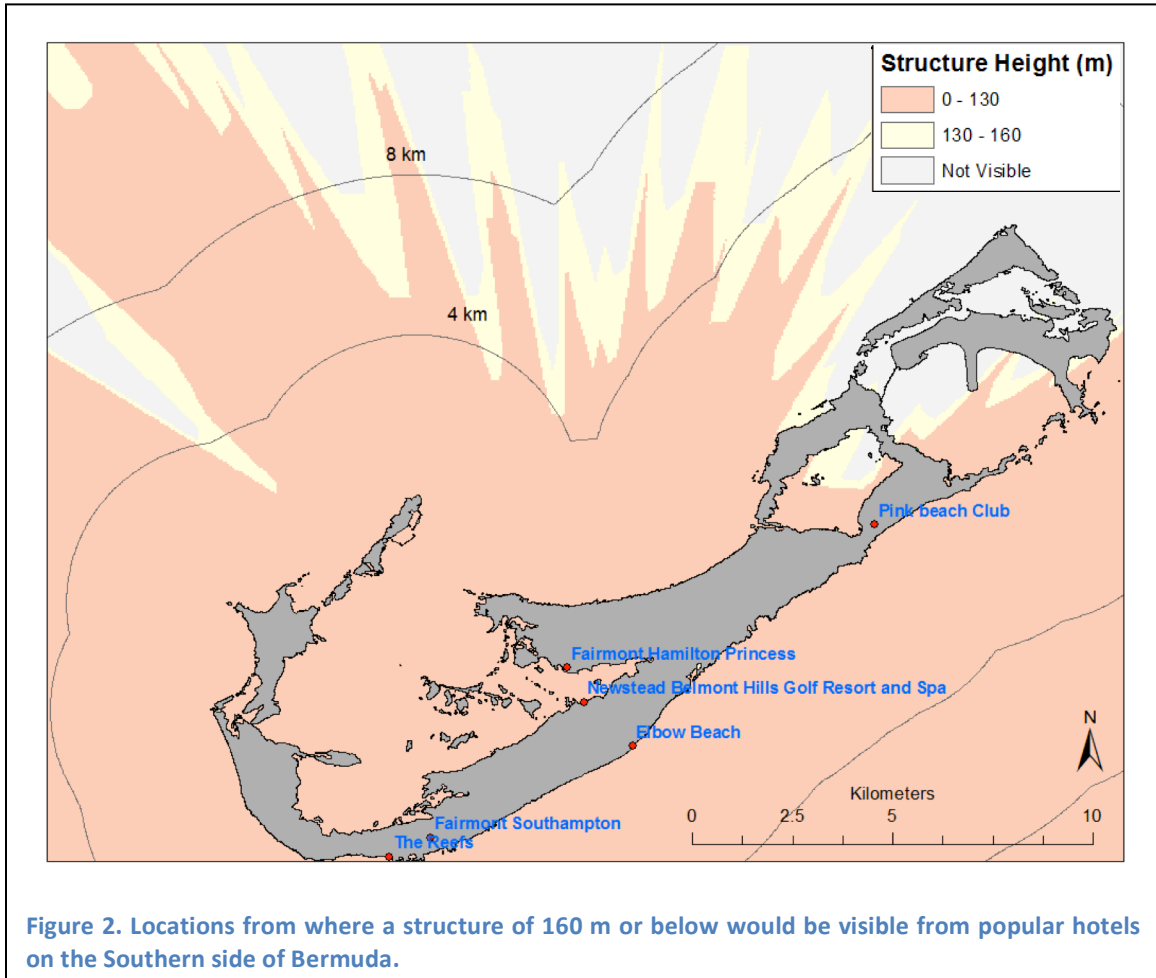 Structure Height (m)
0 - 130
130 - 160
Not Visible
8 km
4 km
Pink beach Club
Fairmont Hamilton Princess
Newstead Belmont Hills Golf Resort and Spa
Elbow Beach
N
Kilometers
0 2.5 5 10
Fairmont Southampton
The Reefs
Figure 2. Locations from where a structure of 160 m or below would be visible from popular hotels
on the Southern side of Bermuda.